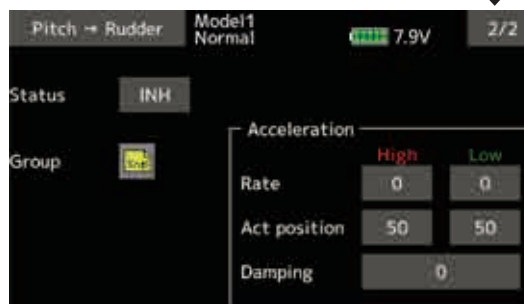 Pitch → Rudder Model1 Normal 7.9V 2/2
Status INH
Acceleration
High Low
Group
Rate 0 0
Act position 50 50
Damping 0